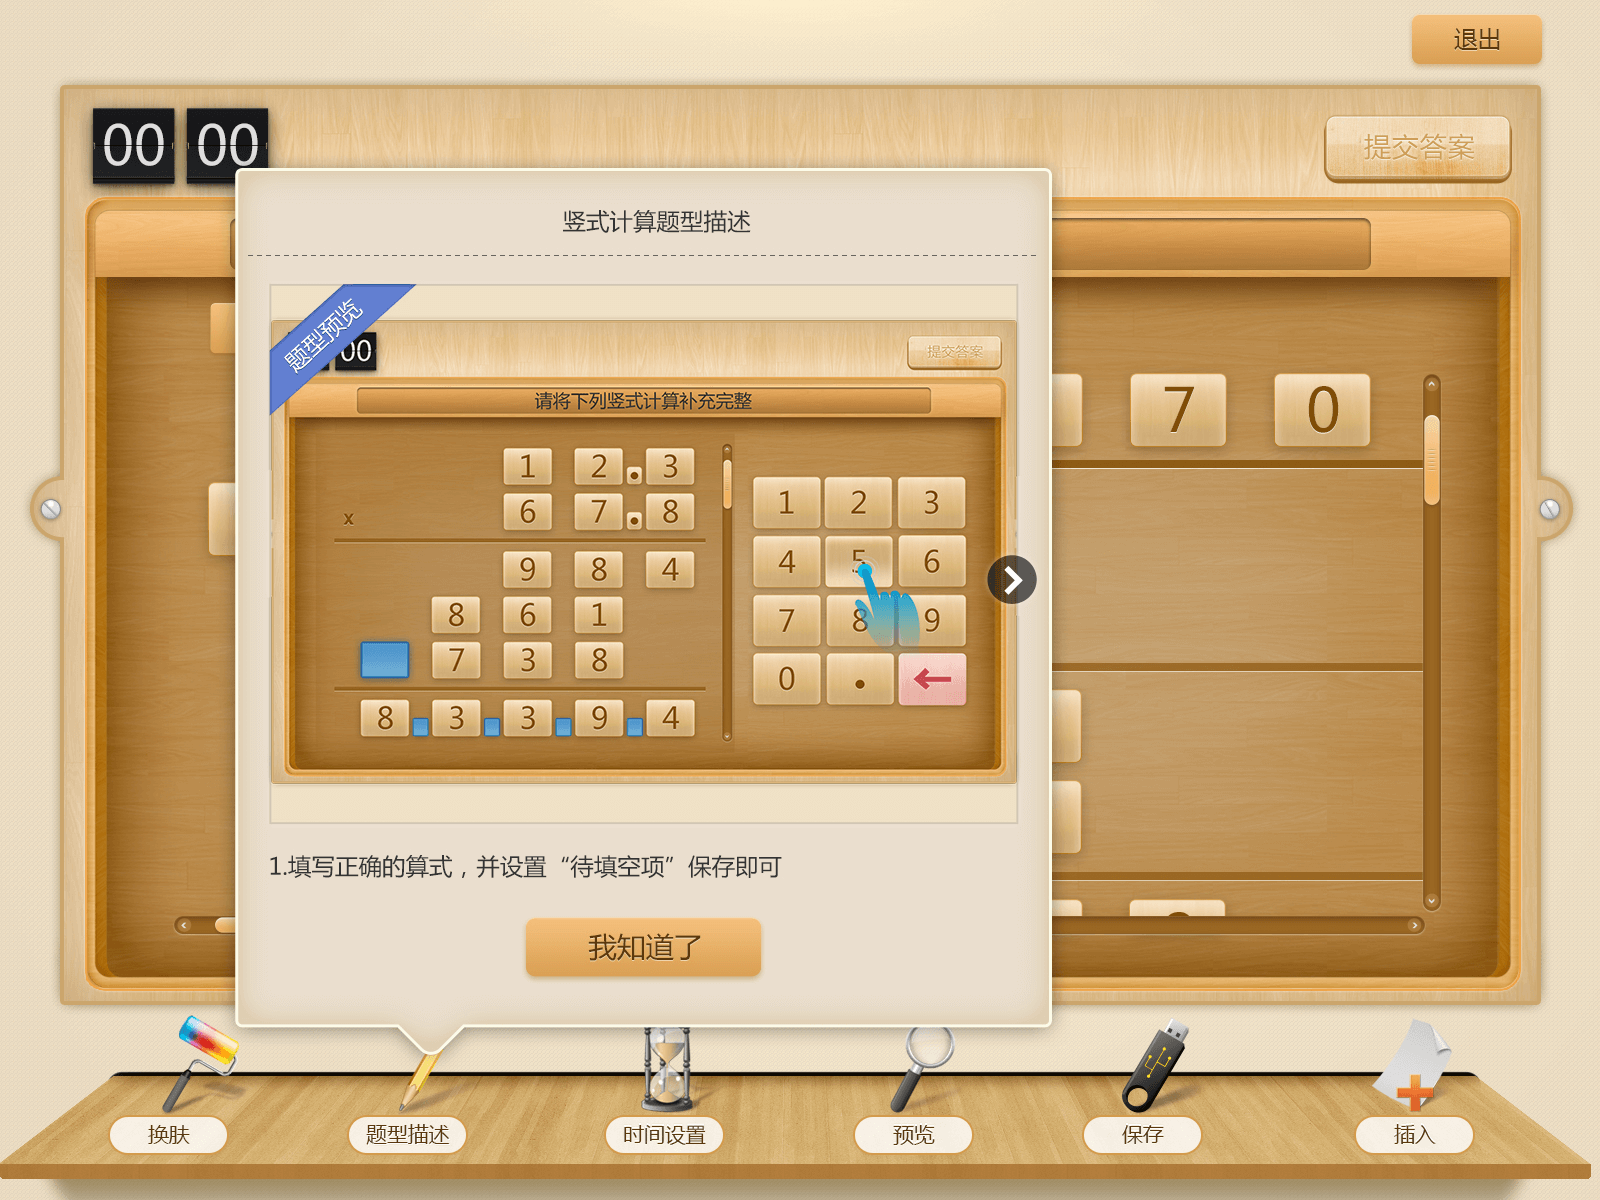 退出
00 00
提交答案
竖式计算题型描述
题型预览
00
提交答案
请将下列竖式计算补充完整
1 2 . 3
x 6 7 . 8
9 8 4
8 6 1
7 3 8
8 3 3 9 4
1 2 3
4 5 6
7 8 9
0 . ←
7 0
1.填写正确的算式，并设置“待填空项”保存即可
我知道了
换肤
题型描述
时间设置
预览
保存
插入